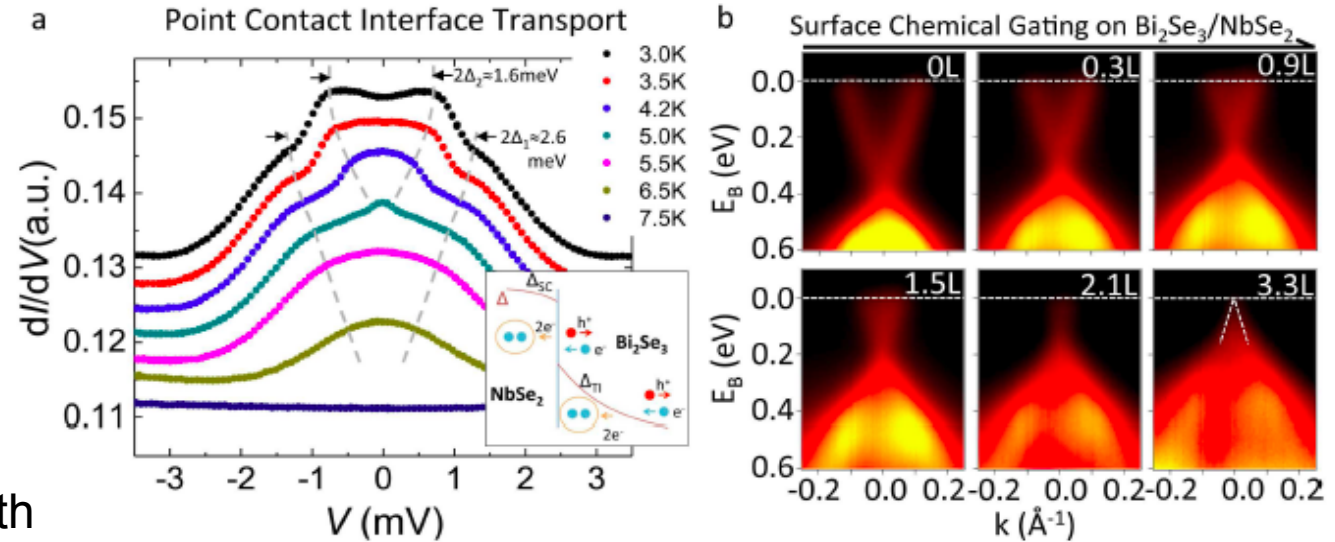 a
Point Contact Interface Transport
dI/dV(a.u.)
0.15
0.14
0.13
0.12
0.11
-3 -2 -1 0 1 2 3
V (mV)
2Δ₂≈1.6meV
2Δ₁≈2.6
meV
3.0K
3.5K
4.2K
5.0K
5.5K
6.5K
7.5K
Δ_SC
Δ
2e⁻
h⁺
e⁻
Bi₂Se₃
NbSe₂
Δ_TI
2e⁻
h⁺
e⁻
th
b
Surface Chemical Gating on Bi₂Se₃/NbSe₂
E_B (eV)
0.0
0.2
0.4
0.6
0L
0.3L
0.9L
E_B (eV)
0.0
0.2
0.4
0.6
1.5L
2.1L
3.3L
-0.2 0.0 0.2
-0.2 0.0 0.2
-0.2 0.0 0.2
k (Å⁻¹)